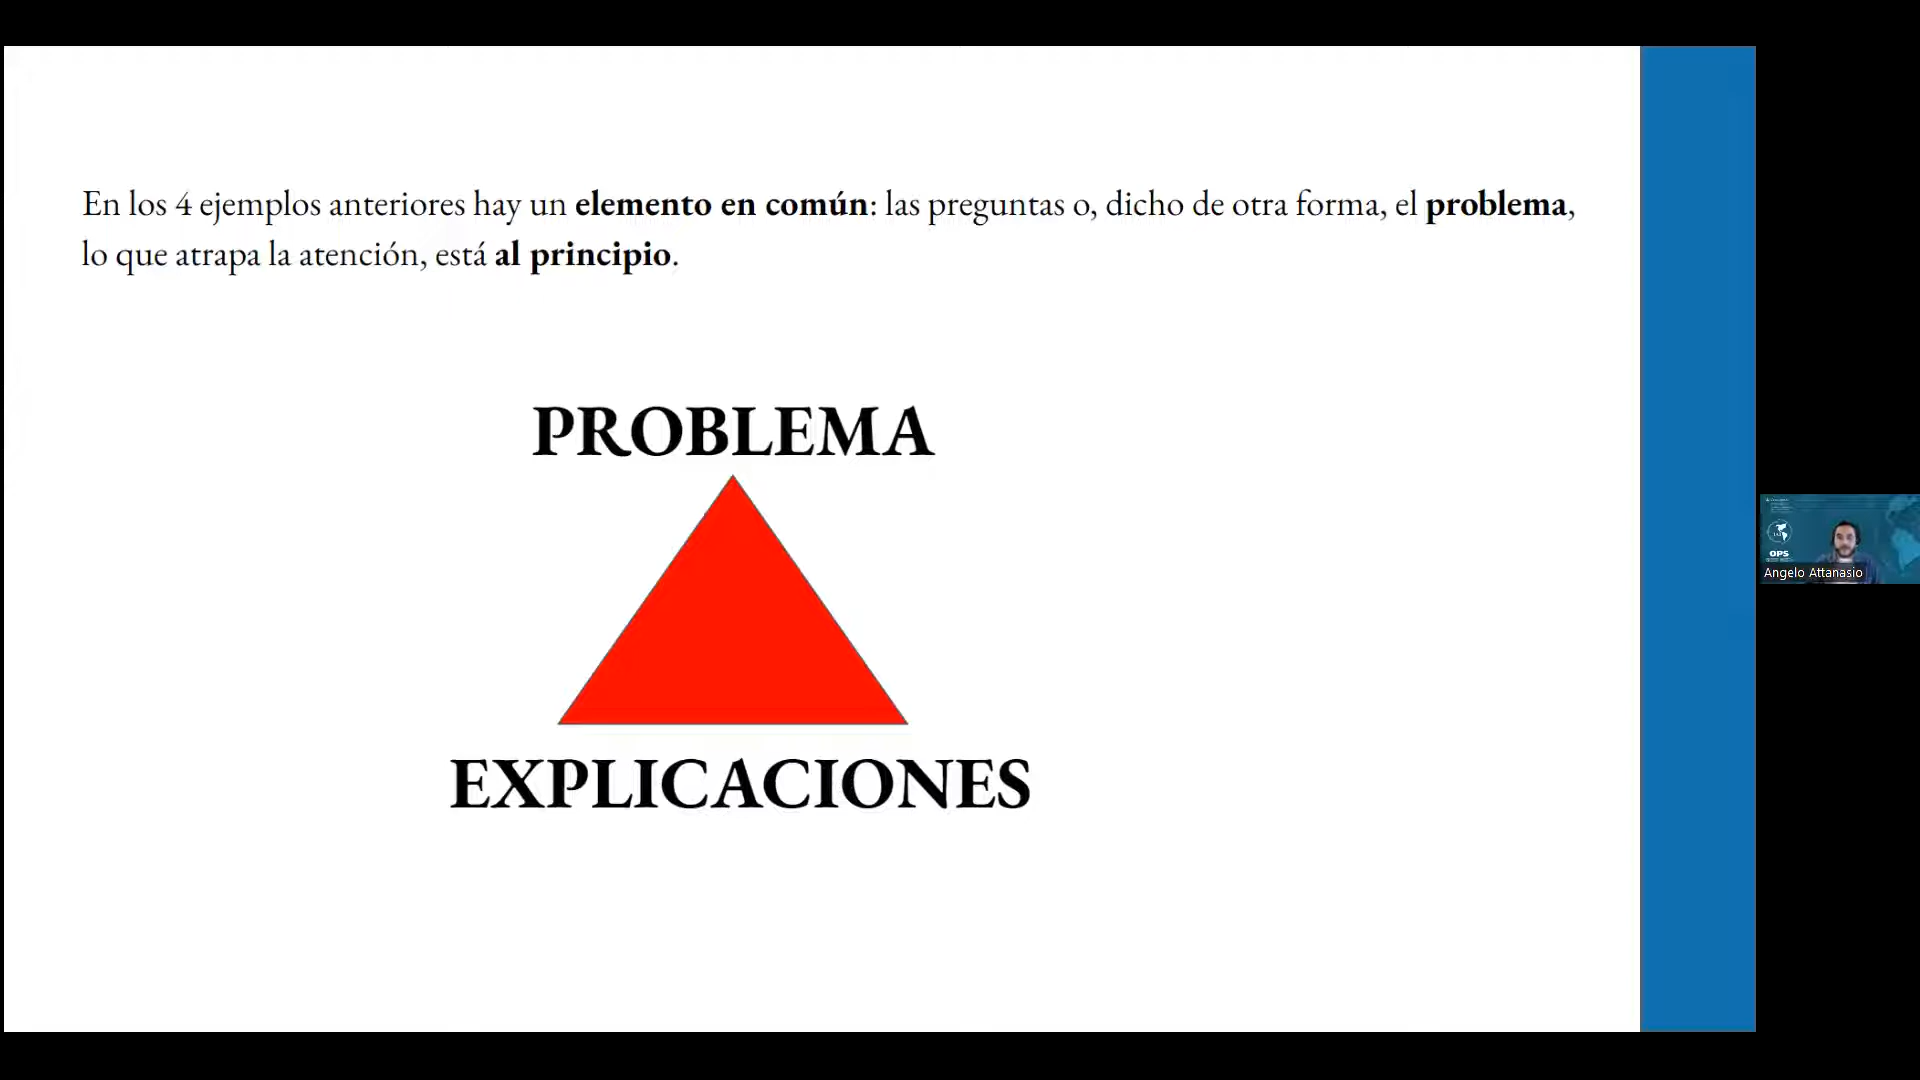 En los 4 ejemplos anteriores hay un elemento en común: las preguntas o, dicho de otra forma, el problema,
lo que atrapa la atención, está al principio.
PROBLEMA
EXPLICACIONES
OPS
Angelo Attanasio